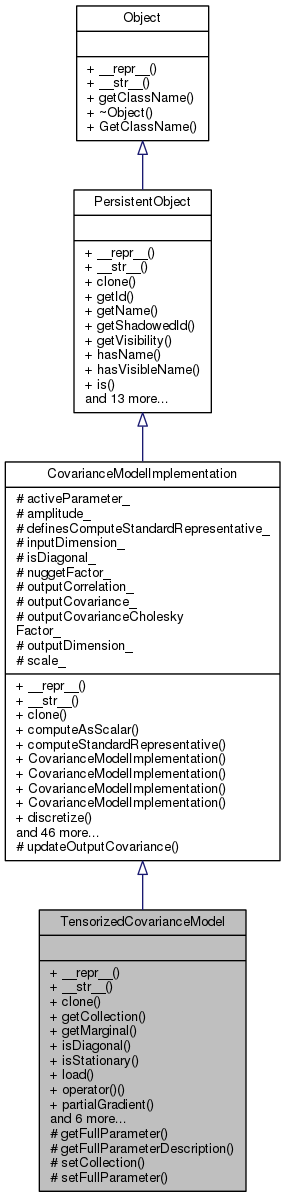 Object
+ __repr__()
+ __str__()
+ getClassName()
+ ~Object()
+ GetClassName()
PersistentObject
+ __repr__()
+ __str__()
+ clone()
+ getId()
+ getName()
+ getShadowedId()
+ getVisibility()
+ hasName()
+ hasVisibleName()
+ is()
and 13 more...
CovarianceModelImplementation
# activeParameter_
# amplitude_
# definesComputeStandardRepresentative_
# inputDimension_
# isDiagonal_
# nuggetFactor_
# outputCorrelation_
# outputCovariance_
# outputCovarianceCholesky
Factor_
# outputDimension_
# scale_
+ __repr__()
+ __str__()
+ clone()
+ computeAsScalar()
+ computeStandardRepresentative()
+ CovarianceModelImplementation()
+ CovarianceModelImplementation()
+ CovarianceModelImplementation()
+ CovarianceModelImplementation()
+ discretize()
and 46 more...
# updateOutputCovariance()
TensorizedCovarianceModel
+ __repr__()
+ __str__()
+ clone()
+ getCollection()
+ getMarginal()
+ isDiagonal()
+ isStationary()
+ load()
+ operator()()
+ partialGradient()
and 6 more...
# getFullParameter()
# getFullParameterDescription()
# setCollection()
# setFullParameter()